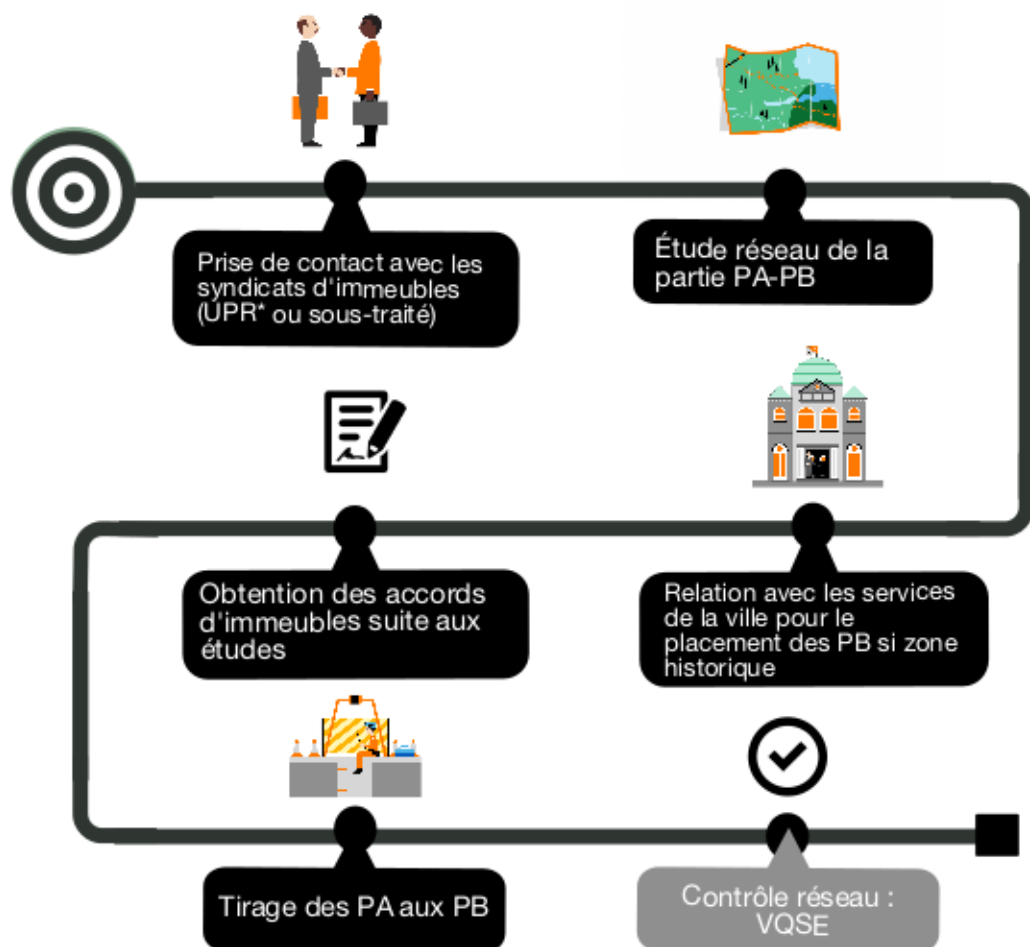 Prise de contact avec les
syndicats d'immeubles
(UPR* ou sous-traité)
Étude réseau de la
partie PA-PB
Relation avec les services
de la ville pour le
placement des PB si zone
historique
Obtention des accords
d'immeubles suite aux
études
Tirage des PA aux PB
Contrôle réseau :
VQSE